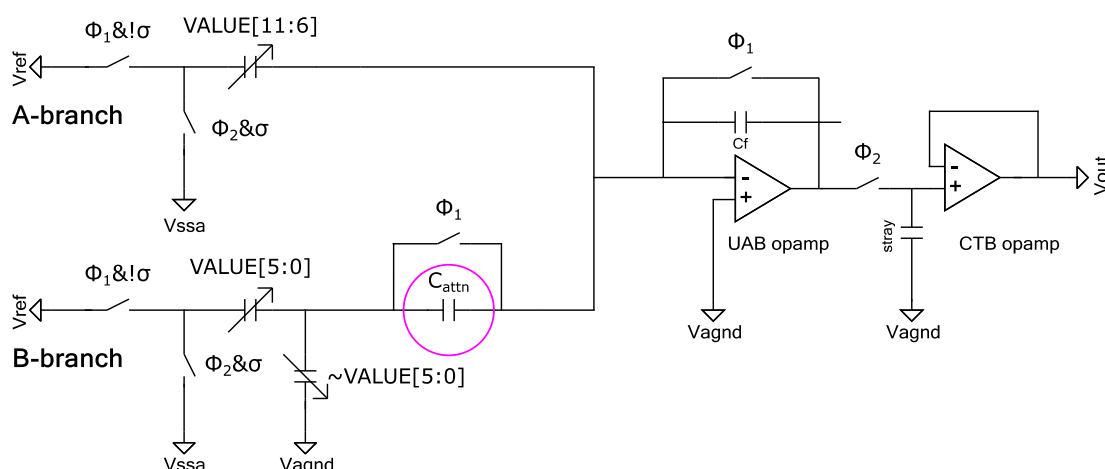 Φ1&!σ
VALUE[11:6]
Vref
A-branch
Φ2&σ
Vssa
Φ1
Cf
-
+
UAB opamp
Φ2
stray
-
+
CTB opamp
Vout
Vagnd
Vagnd
Φ1
Cattn
Φ1&!σ
VALUE[5:0]
Vref
B-branch
Φ2&σ
~VALUE[5:0]
Vssa
Vagnd